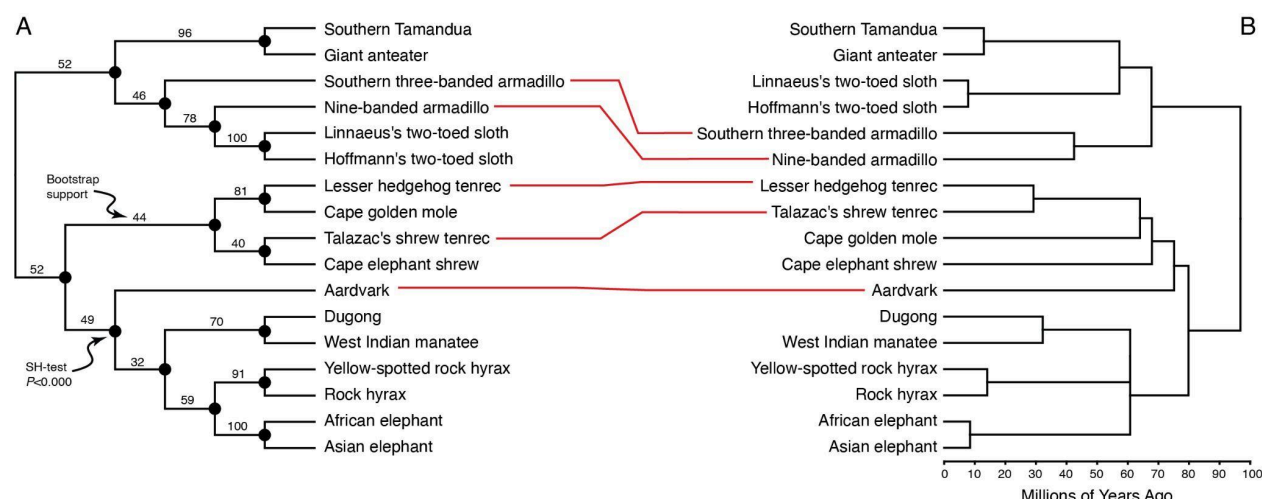 A
B
96
Southern Tamandua
Giant anteater
52
Southern three-banded armadillo
46
Nine-banded armadillo
78
Linnaeus's two-toed sloth
100
Hoffmann's two-toed sloth
Bootstrap
support
81
Lesser hedgehog tenrec
Cape golden mole
44
40
Talazac's shrew tenrec
Cape elephant shrew
52
Aardvark
49
70
Dugong
West Indian manatee
SH-test
P<0.000
32
91
Yellow-spotted rock hyrax
Rock hyrax
59
100
African elephant
Asian elephant
Southern Tamandua
Giant anteater
Linnaeus's two-toed sloth
Hoffmann's two-toed sloth
Southern three-banded armadillo
Nine-banded armadillo
Lesser hedgehog tenrec
Talazac's shrew tenrec
Cape golden mole
Cape elephant shrew
Aardvark
Dugong
West Indian manatee
Yellow-spotted rock hyrax
Rock hyrax
African elephant
Asian elephant
0 10 20 30 40 50 60 70 80 90 100
Millions of Years Ago